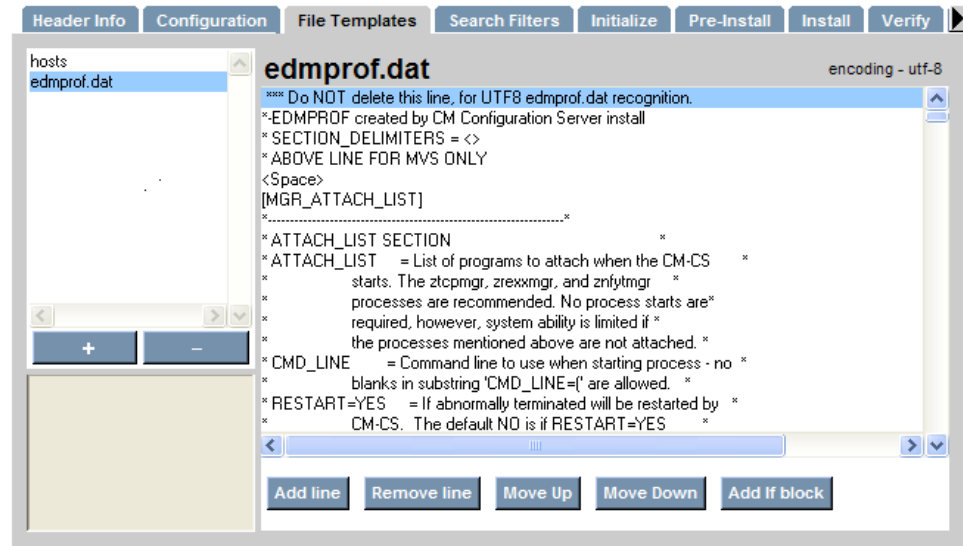 Header Info Configuration File Templates Search Filters Initialize Pre-Install Install Verify
hosts
edmprof.dat
+ −
edmprof.dat
encoding - utf-8
*** Do NOT delete this line, for UTF8 edmprof.dat recognition.
*-EDMPROF created by CM Configuration Server install
* SECTION_DELIMITERS = <>
* ABOVE LINE FOR MVS ONLY
<Space>
[MGR_ATTACH_LIST]
*--------------------------------------------------------------------*
* ATTACH_LIST SECTION *
* ATTACH_LIST = List of programs to attach when the CM-CS *
* starts. The ztcpmgr, zrexxmgr, and znfytmgr *
* processes are recommended. No process starts are*
* required, however, system ability is limited if *
* the processes mentioned above are not attached. *
* CMD_LINE = Command line to use when starting process - no *
* blanks in substring 'CMD_LINE=(' are allowed. *
* RESTART=YES = If abnormally terminated will be restarted by *
* CM-CS. The default NO is if RESTART=YES *
Add line Remove line Move Up Move Down Add If block